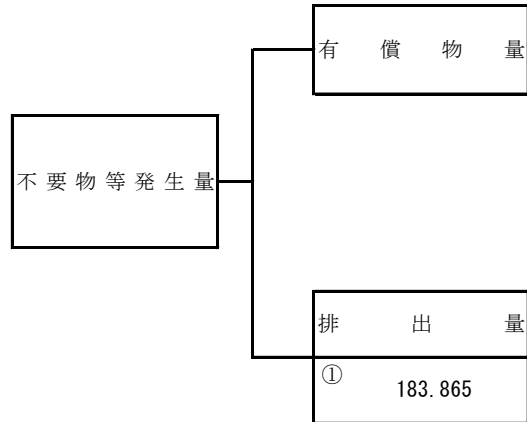 有償物量
不要物等発生量
排出量
①
183.865